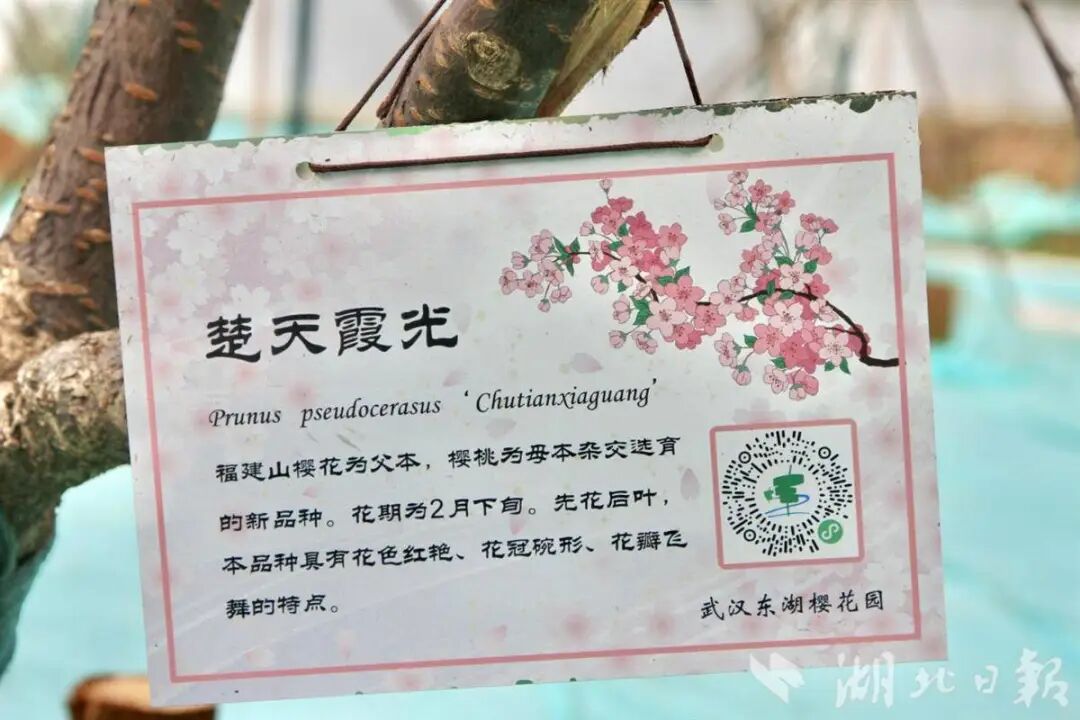 楚天霞光
Prunus pseudocerasus ‘Chutianxiaguang’
福建山樱花为父本，樱桃为母本杂交选育
的新品种。花期为2月下旬。先花后叶，
本品种具有花色红艳、花冠碗形、花瓣飞
舞的特点。
武汉东湖樱花园
湖北日报